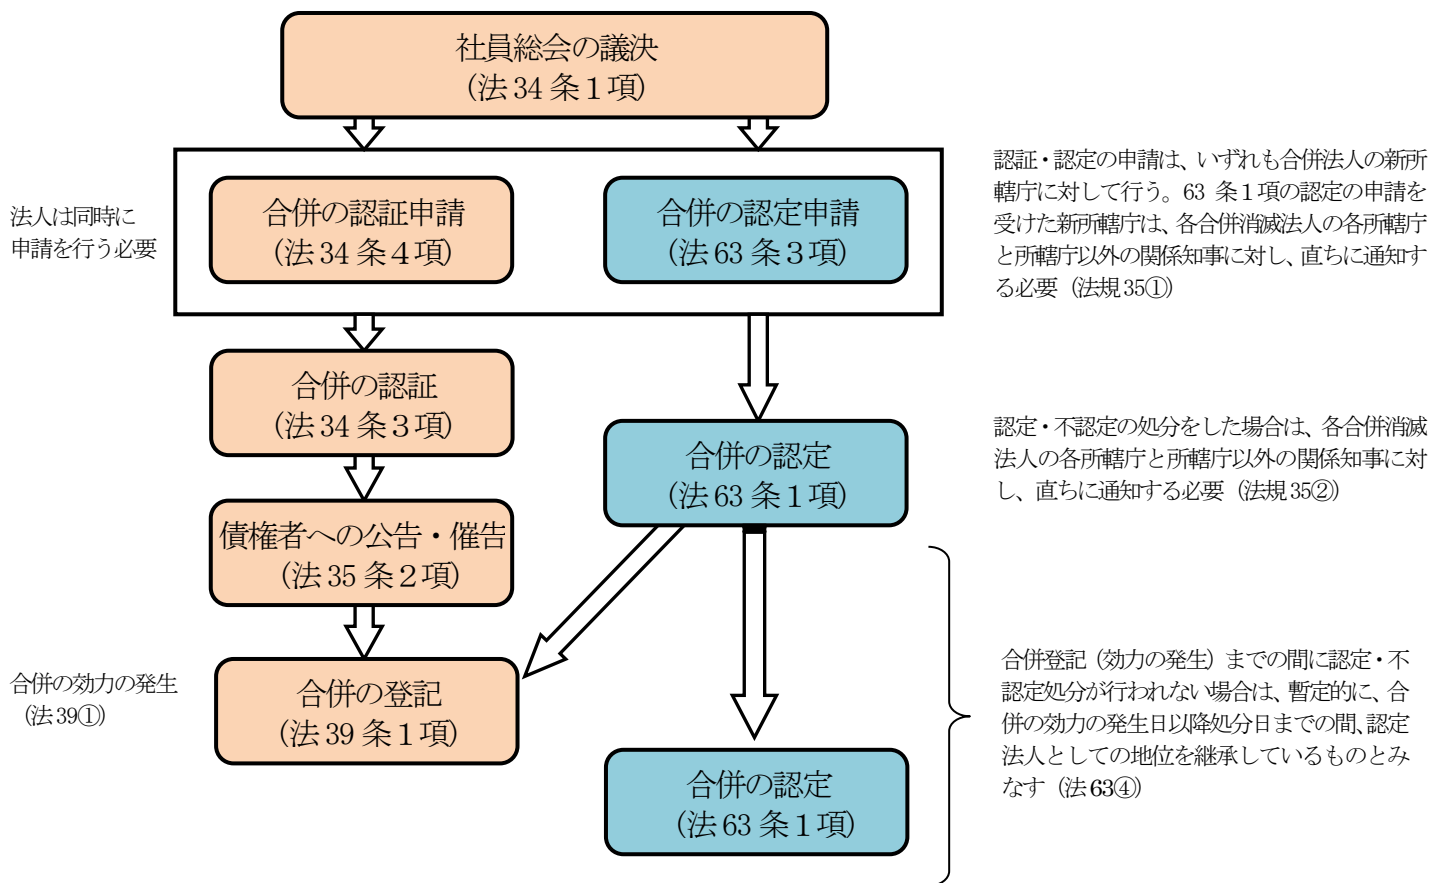 社員総会の議決
（法 34 条１項）
法人は同時に
申請を行う必要
合併の認証申請
（法 34 条４項）
合併の認定申請
（法 63 条３項）
認証・認定の申請は、いずれも合併法人の新所
轄庁に対して行う。63 条１項の認定の申請を
受けた新所轄庁は、各合併消滅法人の各所轄庁
と所轄庁以外の関係知事に対し、直ちに通知す
る必要（法規 35①）
合併の認証
（法 34 条３項）
合併の認定
（法 63 条１項）
認定・不認定の処分をした場合は、各合併消滅
法人の各所轄庁と所轄庁以外の関係知事に対
し、直ちに通知する必要（法規 35②）
債権者への公告・催告
（法 35 条２項）
合併の効力の発生
（法 39①）
合併の登記
（法 39 条１項）
合併登記（効力の発生）までの間に認定・不
認定処分が行われない場合は、暫定的に、合
併の効力の発生日以降処分日までの間、認定
法人としての地位を継承しているものとみ
なす（法 63④）
合併の認定
（法 63 条１項）